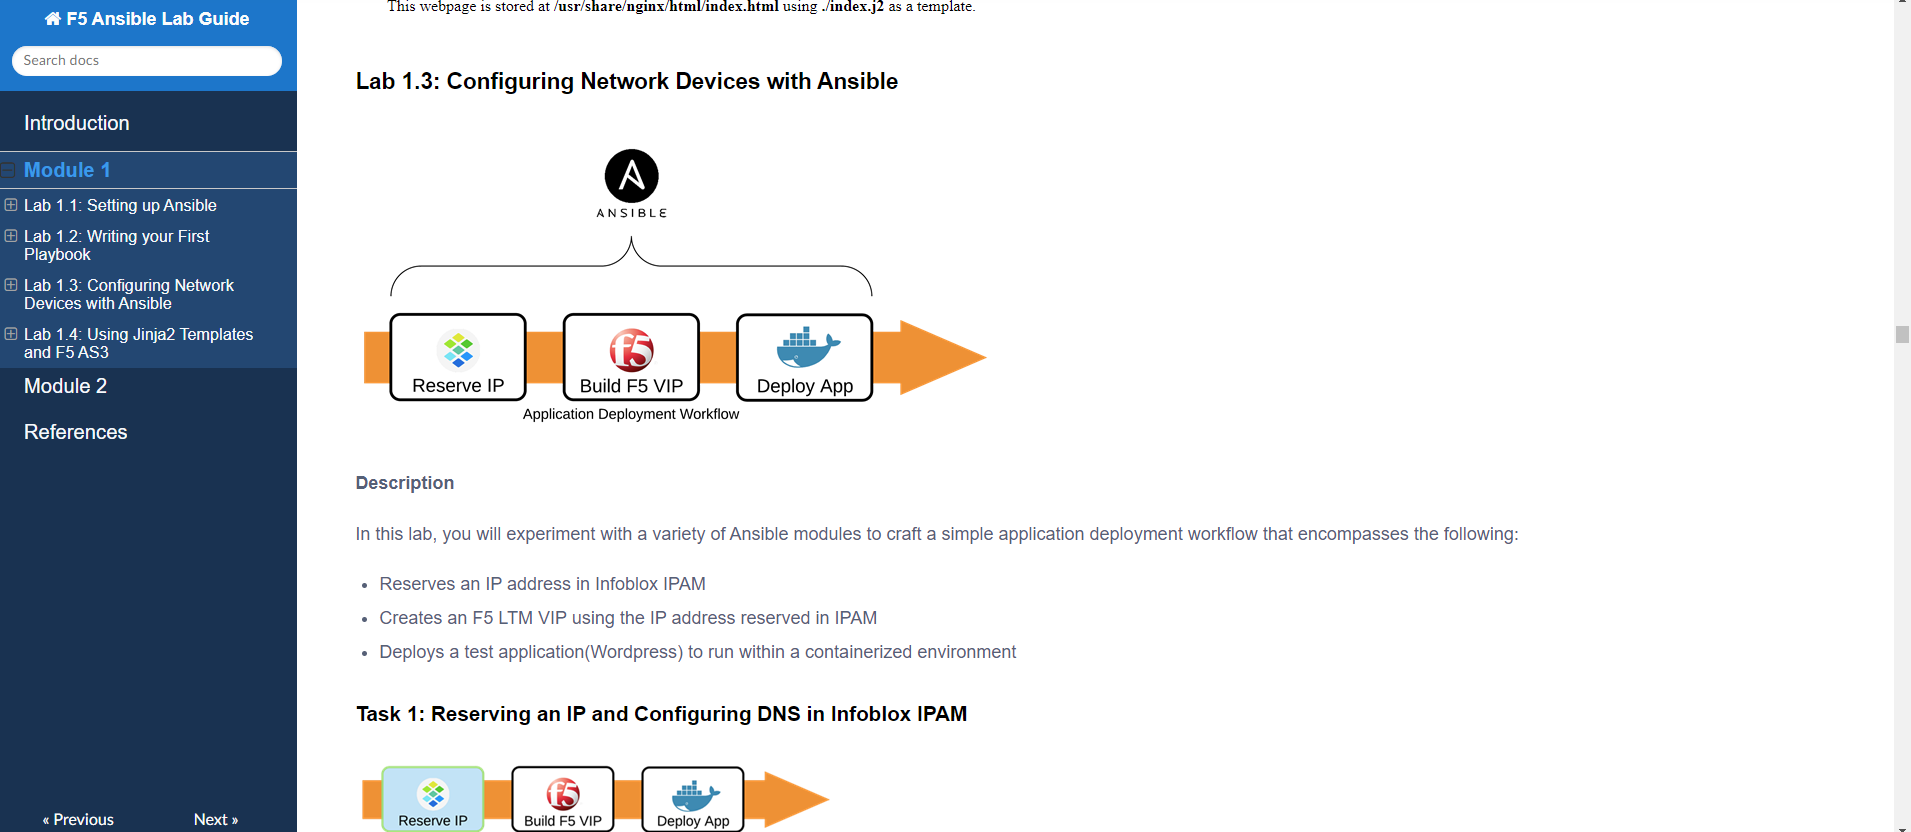 F5 Ansible Lab Guide
Search docs
Introduction
Module 1
Lab 1.1: Setting up Ansible
Lab 1.2: Writing your First
Playbook
Lab 1.3: Configuring Network
Devices with Ansible
Lab 1.4: Using Jinja2 Templates
and F5 AS3
Module 2
References
« Previous
Next »
This webpage is stored at /usr/share/nginx/html/index.html using ./index.j2 as a template.
Lab 1.3: Configuring Network Devices with Ansible
ANSIBLE
Reserve IP
f5
Build F5 VIP
Deploy App
Application Deployment Workflow
Description
In this lab, you will experiment with a variety of Ansible modules to craft a simple application deployment workflow that encompasses the following:
• Reserves an IP address in Infoblox IPAM
• Creates an F5 LTM VIP using the IP address reserved in IPAM
• Deploys a test application(Wordpress) to run within a containerized environment
Task 1: Reserving an IP and Configuring DNS in Infoblox IPAM
Reserve IP
f5
Build F5 VIP
Deploy App